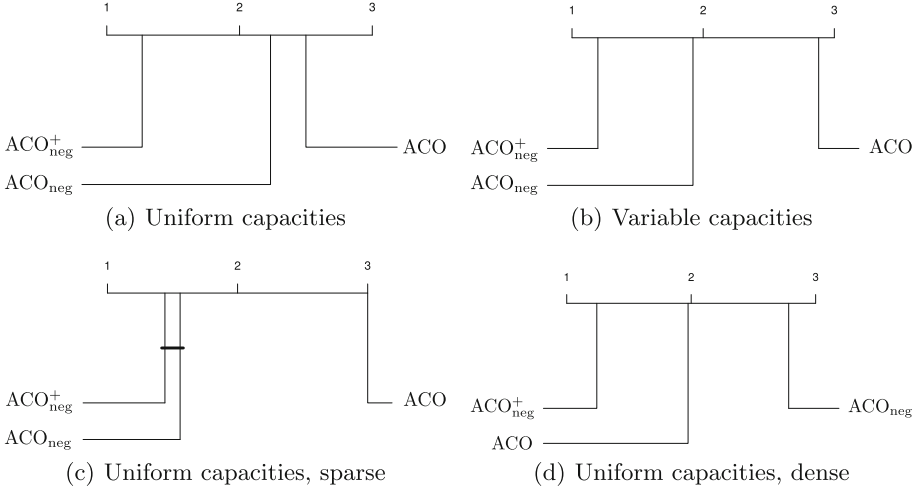 1 2 3
ACO⁺neg ACO
ACOneg
(a) Uniform capacities
1 2 3
ACO⁺neg ACO
ACOneg
(b) Variable capacities
1 2 3
ACO⁺neg ACO
ACOneg
(c) Uniform capacities, sparse
1 2 3
ACO⁺neg ACOneg
ACO
(d) Uniform capacities, dense